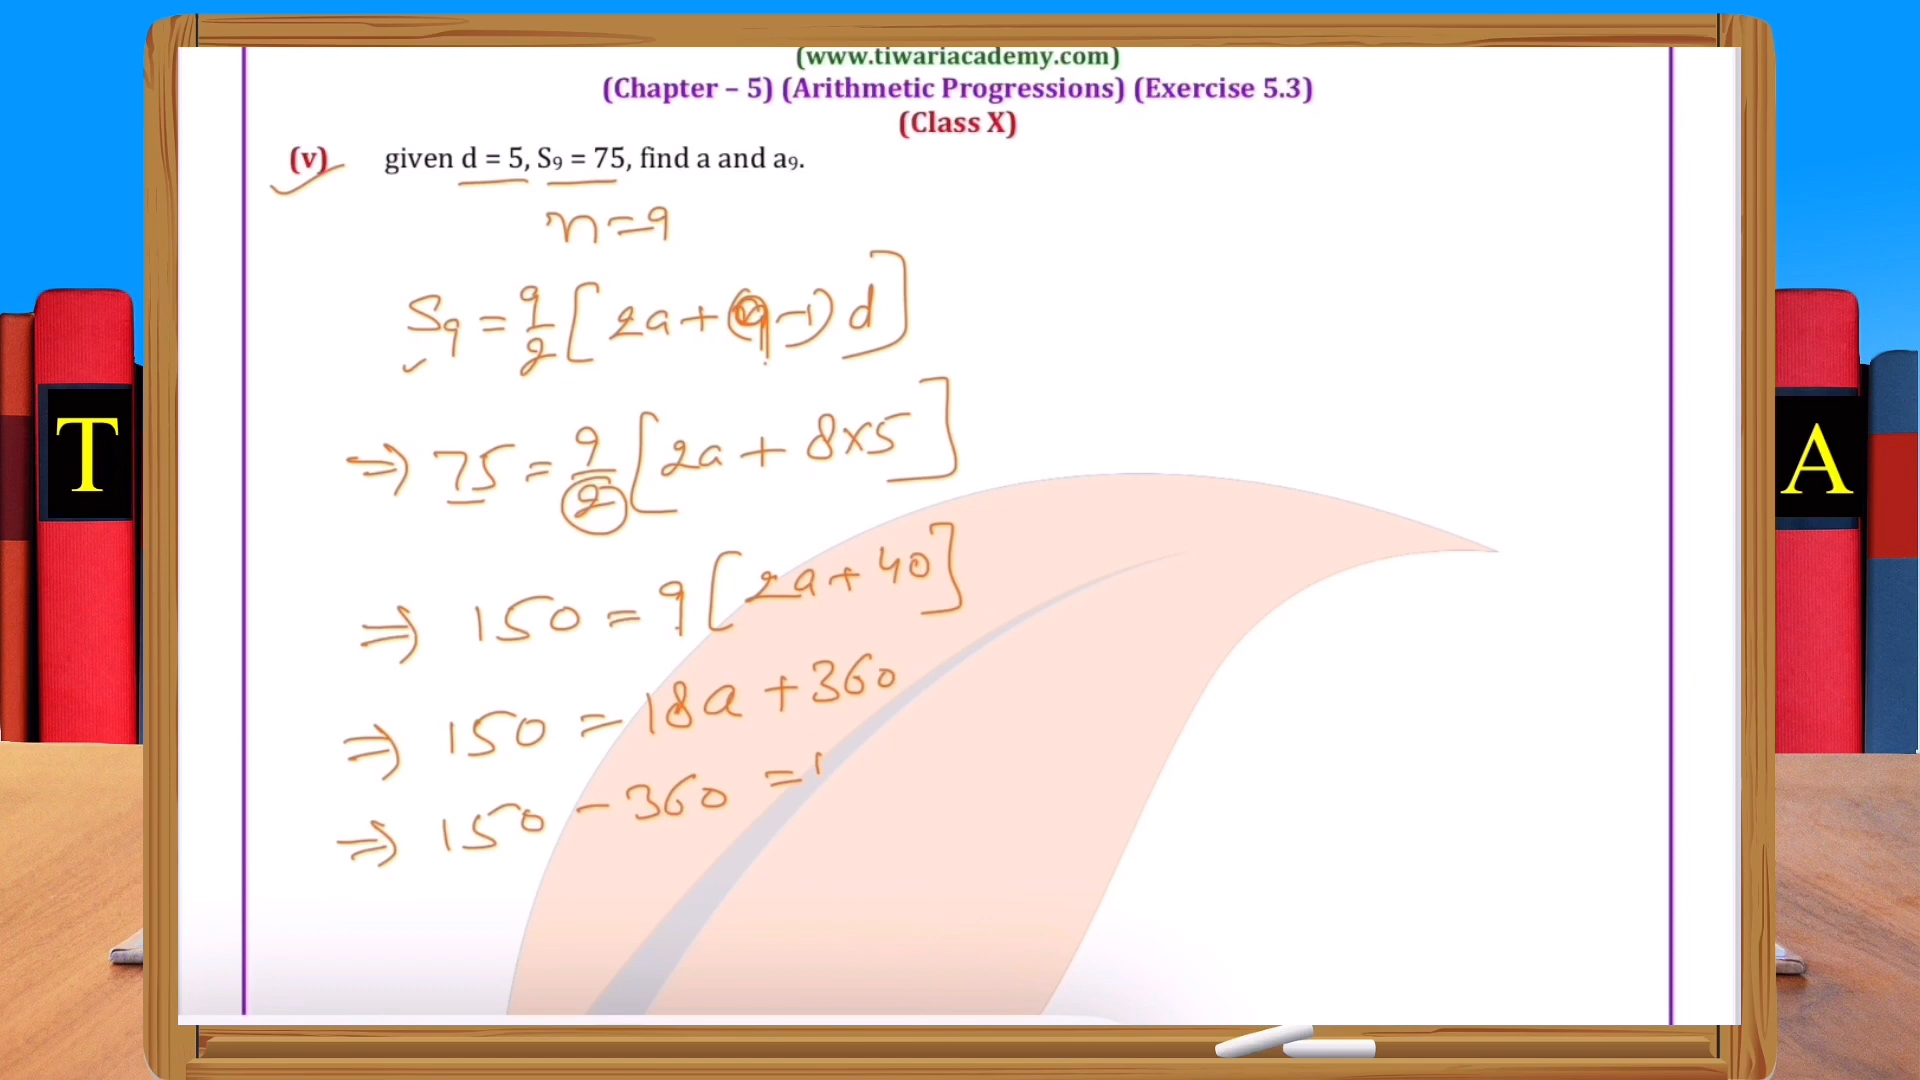 (www.tiwariacademy.com)
(Chapter – 5) (Arithmetic Progressions) (Exercise 5.3)
(Class X)
(v) given d = 5, S₉ = 75, find a and a₉.
n = 9
S₉ = 9/2 [2a + (9 - 1) d]
⇒ 75 = 9/2 [2a + 8×5]
⇒ 150 = 9 [2a + 40]
⇒ 150 = 18a + 360
⇒ 150 - 360 = 1
T
A